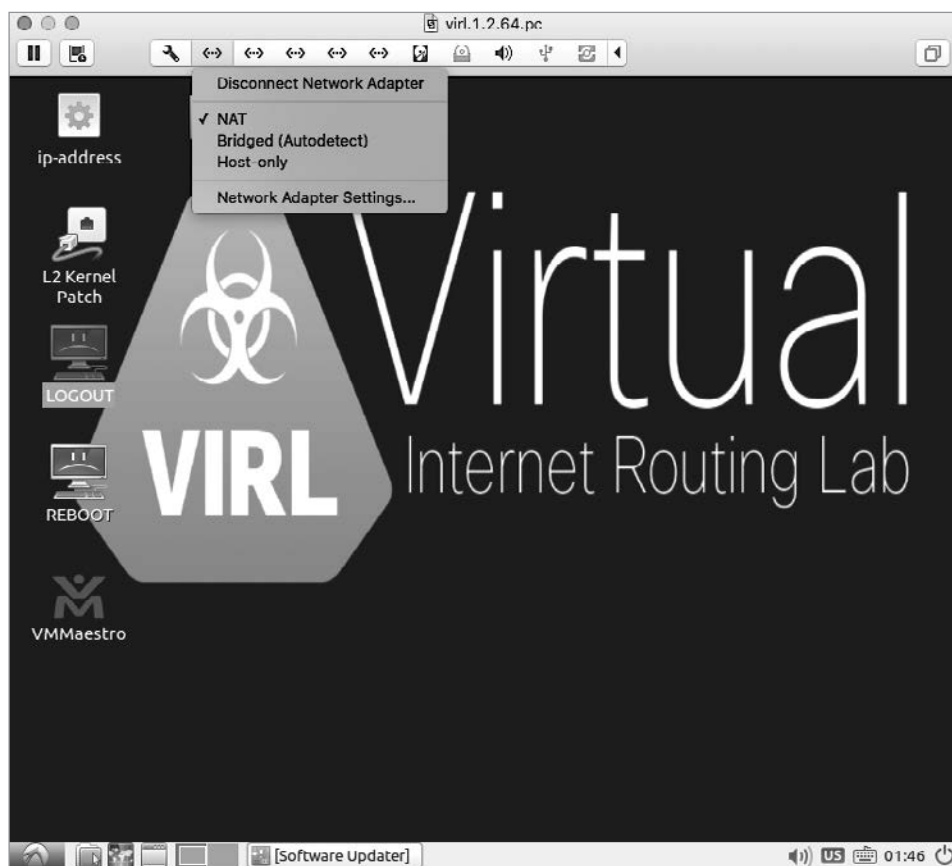 virl.1.2.64.pc
Disconnect Network Adapter
✓ NAT
Bridged (Autodetect)
Host-only
Network Adapter Settings...
ip-address
L2 Kernel
Patch
LOGOUT
REBOOT
VMMaestro
VIRL
Virtual
Internet Routing Lab
[Software Updater]
US
01:46